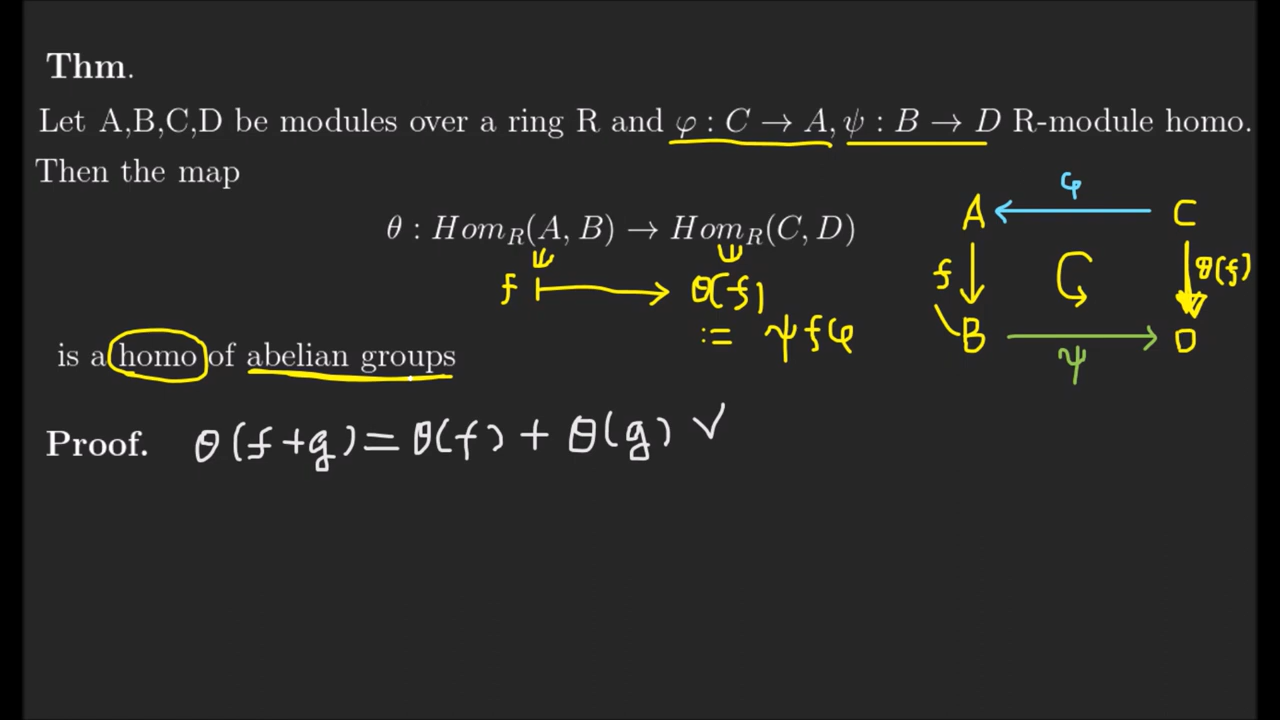 Thm.
Let A,B,C,D be modules over a ring R and φ : C → A, ψ : B → D R-module homo.
Then the map
θ : Hom_R(A, B) → Hom_R(C, D)
f ↦ θ(f)
:= ψfφ
is a homo of abelian groups
Proof. θ(f+g) = θ(f) + θ(g) ✓
A ← φ C
f θ(f)
B → ψ D